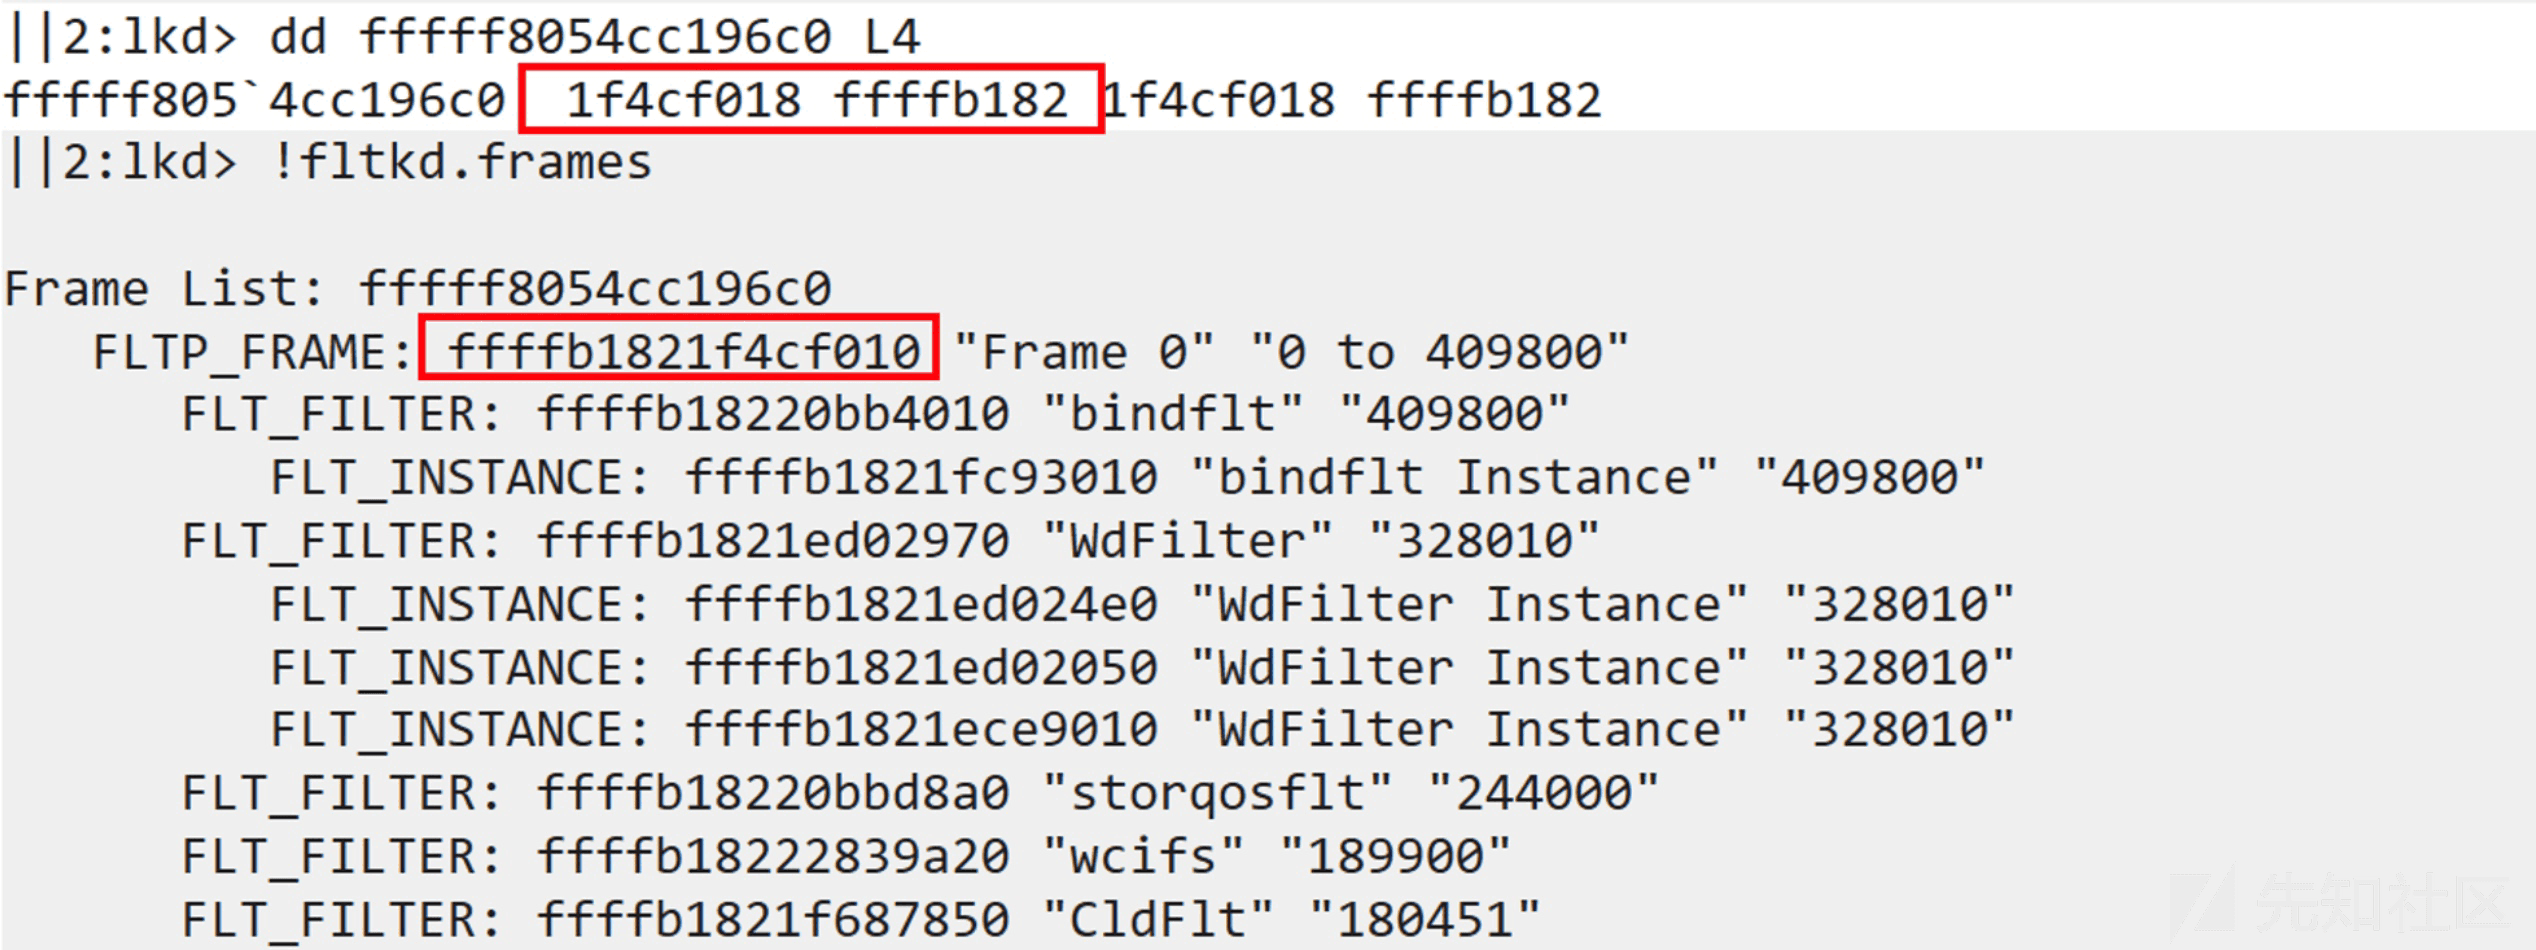 ||2:lkd> dd fffff8054cc196c0 L4
fffff805`4cc196c0  1f4cf018 ffffb182 1f4cf018 ffffb182
||2:lkd> !fltkd.frames
Frame List: fffff8054cc196c0
   FLTP_FRAME: ffffb1821f4cf010 "Frame 0" "0 to 409800"
      FLT_FILTER: ffffb18220bb4010 "bindflt" "409800"
         FLT_INSTANCE: ffffb1821fc93010 "bindflt Instance" "409800"
      FLT_FILTER: ffffb1821ed02970 "WdFilter" "328010"
         FLT_INSTANCE: ffffb1821ed024e0 "WdFilter Instance" "328010"
         FLT_INSTANCE: ffffb1821ed02050 "WdFilter Instance" "328010"
         FLT_INSTANCE: ffffb1821ece9010 "WdFilter Instance" "328010"
      FLT_FILTER: ffffb18220bbd8a0 "storqosflt" "244000"
      FLT_FILTER: ffffb18222839a20 "wcifs" "189900"
      FLT_FILTER: ffffb1821f687850 "CldFlt" "180451"
先知社区